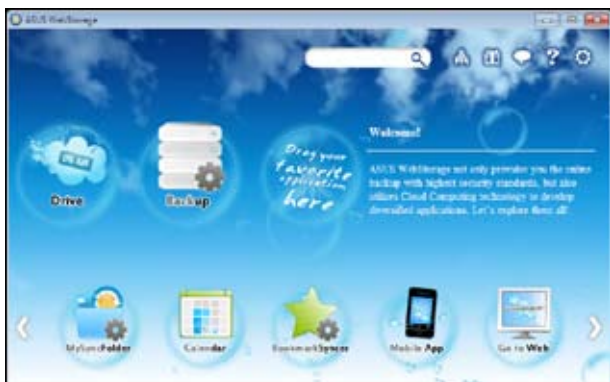 ASUS WebStorage
Welcome!
ASUS WebStorage not only provides you the online
backup with highest security standards, but also
utilizes Cloud Computing technology to develop
diversified applications. Let's explore them all!
Drag your
favorite
application
here
Drive
Backup
MySyncFolder
Calendar
BookmarkSyncer
Mobile App
Go to Web